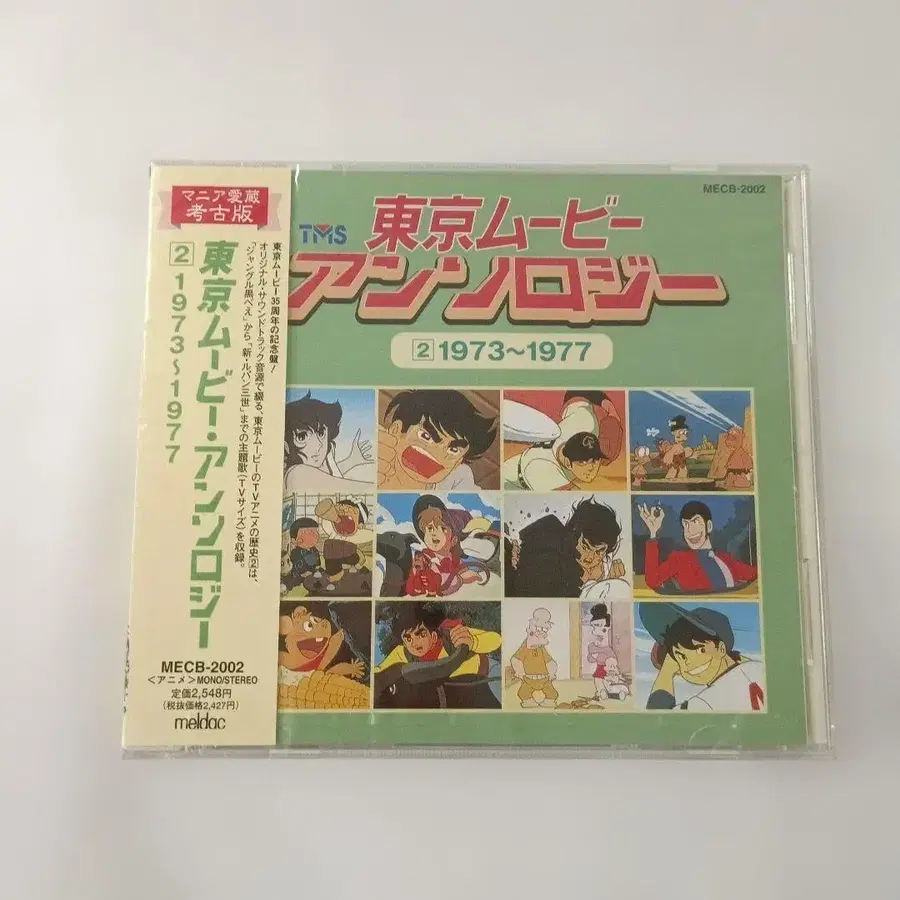 マニア愛蔵
考古版
2 東京ムービー・アンソロジー
1973～1977
東京ムービー35周年の記念盤！
オリジナル・サウンドトラック音源で綴る、東京ムービーのTVアニメの歴史2は、
「ジャングル黒べえ」から「新・ルパン三世」までの主題歌（TVサイズ）を収録。
MECB-2002
＜アニメ＞MONO/STEREO
定価2,548円
（税抜価格2,427円）
meldac
MECB-2002
TMS
東京ムービー
アンソロジー
2 1973～1977